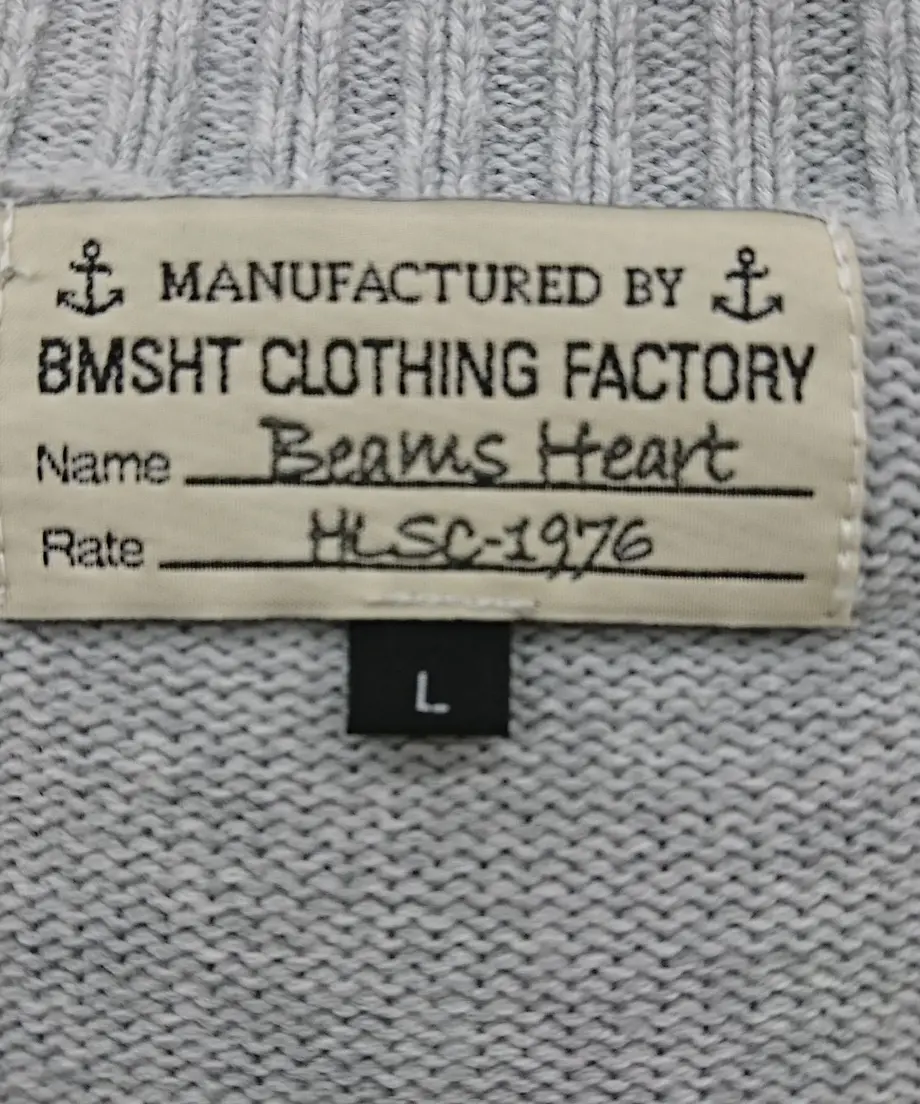 MANUFACTURED BY
BMSHT CLOTHING FACTORY
Name Beams Heart
Rate HLSC-1976
L